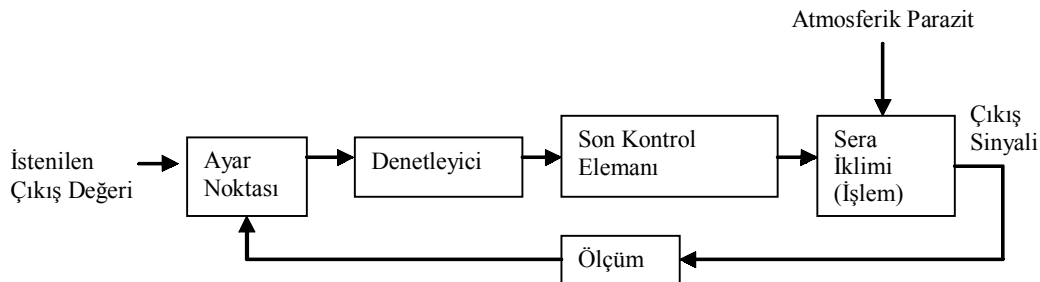 Atmosferik Parazit
İstenilen
Çıkış Değeri
Ayar
Noktası
Denetleyici
Son Kontrol
Elemanı
Sera
İklimi
(İşlem)
Çıkış
Sinyali
Ölçüm